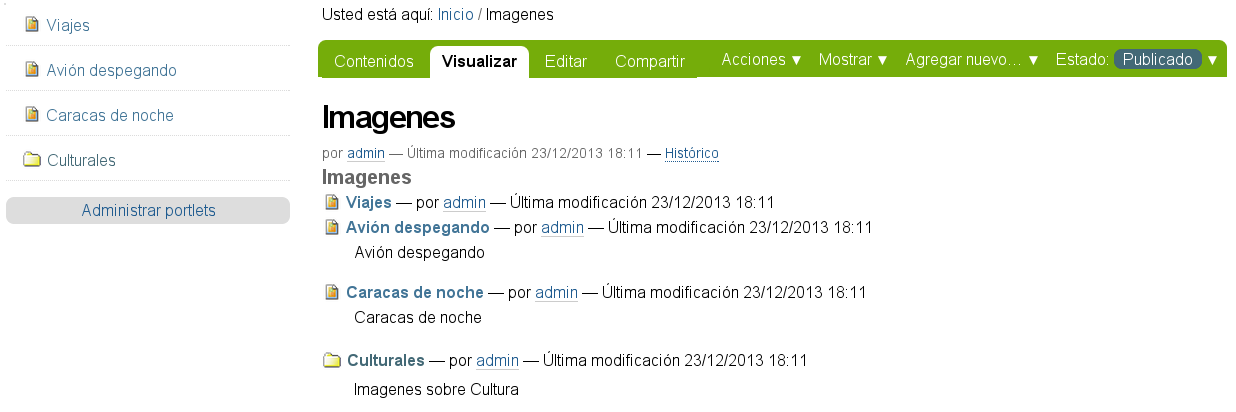 Viajes
Avión despegando
Caracas de noche
Culturales
Administrar portlets
Usted está aquí: Inicio / Imagenes
Contenidos Visualizar Editar Compartir Acciones ▼ Mostrar ▼ Agregar nuevo… ▼ Estado: Publicado ▼
Imagenes
por admin — Última modificación 23/12/2013 18:11 — Histórico
Imagenes
Viajes — por admin — Última modificación 23/12/2013 18:11
Avión despegando — por admin — Última modificación 23/12/2013 18:11
Avión despegando
Caracas de noche — por admin — Última modificación 23/12/2013 18:11
Caracas de noche
Culturales — por admin — Última modificación 23/12/2013 18:11
Imagenes sobre Cultura